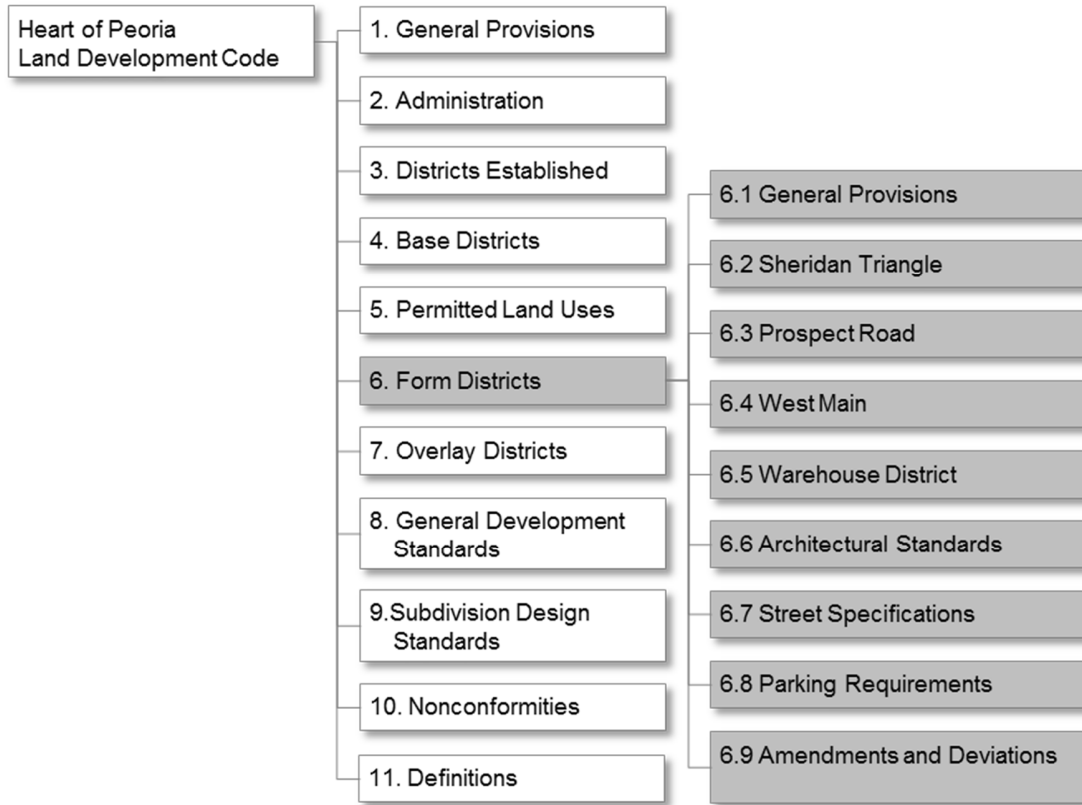 Heart of Peoria
Land Development Code
1. General Provisions
2. Administration
3. Districts Established
4. Base Districts
5. Permitted Land Uses
6. Form Districts
7. Overlay Districts
8. General Development
Standards
9.Subdivision Design
Standards
10. Nonconformities
11. Definitions
6.1 General Provisions
6.2 Sheridan Triangle
6.3 Prospect Road
6.4 West Main
6.5 Warehouse District
6.6 Architectural Standards
6.7 Street Specifications
6.8 Parking Requirements
6.9 Amendments and Deviations